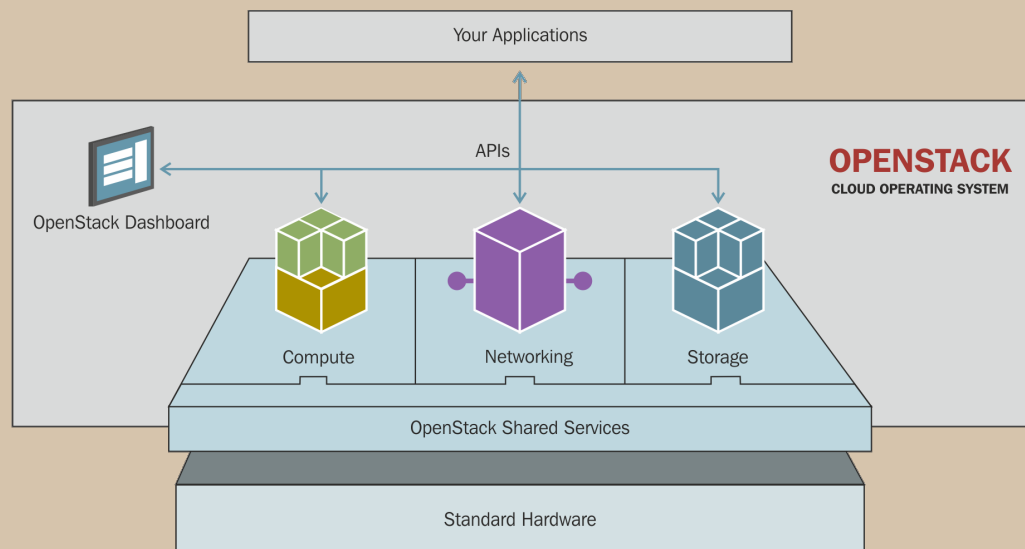 Your Applications
APIs
OPENSTACK
CLOUD OPERATING SYSTEM
OpenStack Dashboard
Compute
Networking
Storage
OpenStack Shared Services
Standard Hardware